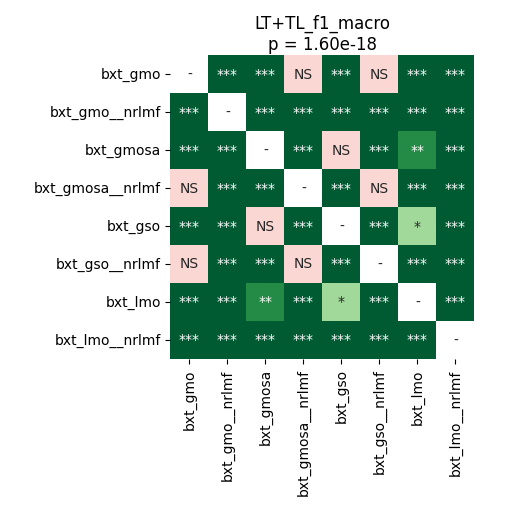 LT+TL_f1_macro
p = 1.60e-18
bxt_gmo - *** *** NS *** NS *** ***
bxt_gmo__nrlmf *** - *** *** *** *** *** ***
bxt_gmosa *** *** - *** NS *** ** ***
bxt_gmosa__nrlmf NS *** *** - *** NS *** ***
bxt_gso *** *** NS *** - *** * ***
bxt_gso__nrlmf NS *** *** NS *** - *** ***
bxt_lmo *** *** ** *** * *** - ***
bxt_lmo__nrlmf *** *** *** *** *** *** *** -
bxt_gmo
bxt_gmo__nrlmf
bxt_gmosa
bxt_gmosa__nrlmf
bxt_gso
bxt_gso__nrlmf
bxt_lmo
bxt_lmo__nrlmf